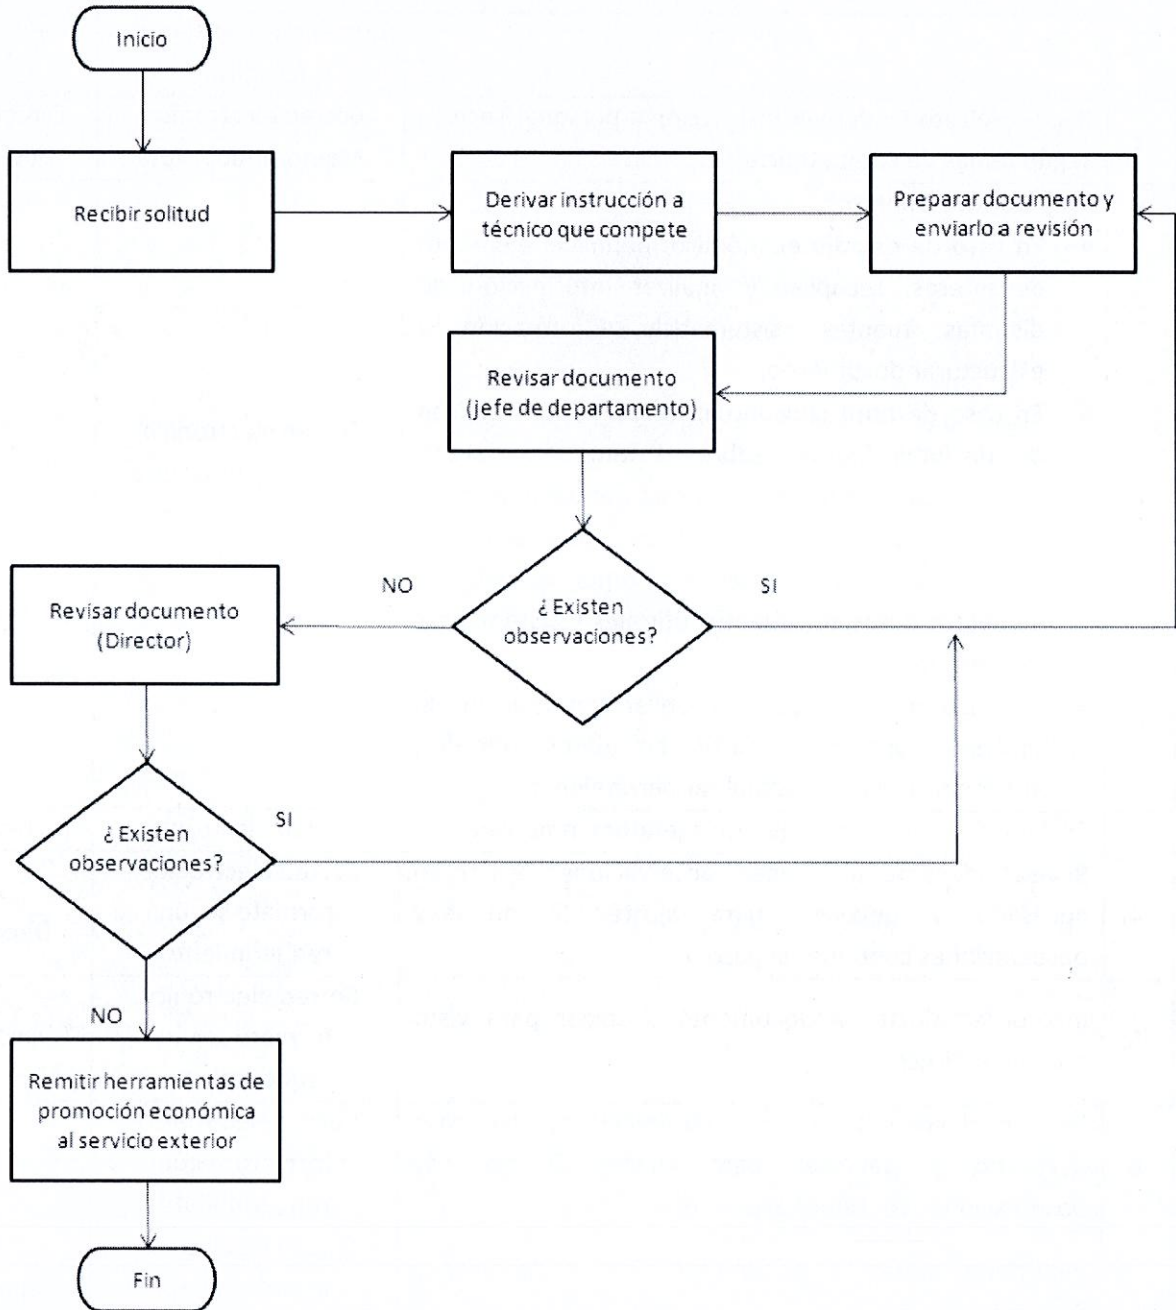 Inicio
Recibir solitud
Derivar instrucción a
técnico que compete
Preparar documento y
enviarlo a revisión
Revisar documento
(jefe de departamento)
¿Existen
observaciones?
NO
SI
Revisar documento
(Director)
¿Existen
observaciones?
SI
NO
Remitir herramientas de
promoción económica
al servicio exterior
Fin